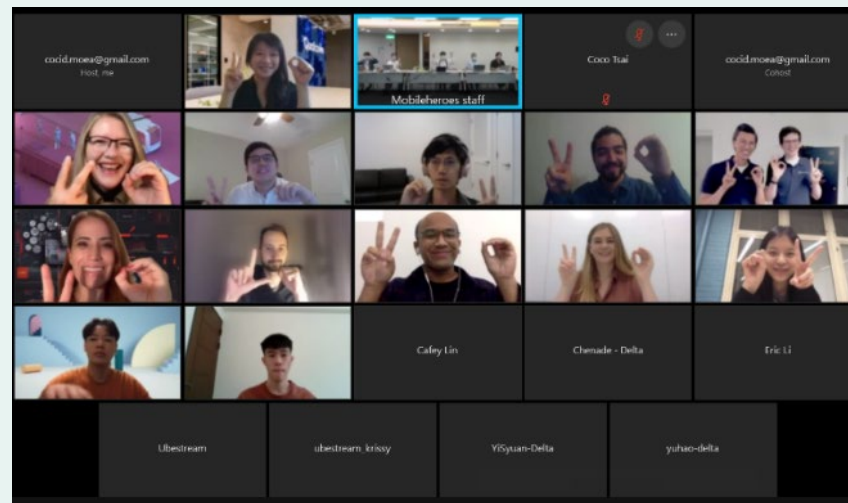 cocid.moea@gmail.com
Host, me
Mobileheroes staff
Coco Tsai
cocid.moea@gmail.com
Cohost
Cafey Lin
Chenade - Delta
Eric Li
Ubestream
ubestream_krissy
YiSyuan-Delta
yuhao-delta